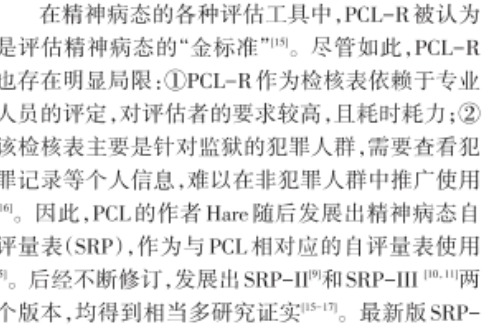 在精神病态的各种评估工具中,PCL-R被认为
是评估精神病态的“金标准”[15]。尽管如此,PCL-R
也存在明显局限:①PCL-R作为检核表依赖于专业
人员的评定,对评估者的要求较高,且耗时耗力;②
该检核表主要是针对监狱的犯罪人群,需要查看犯
罪记录等个人信息,难以在非犯罪人群中推广使用
[16]。因此,PCL的作者Hare随后发展出精神病态自
评量表(SRP),作为与PCL相对应的自评量表使用
。后经不断修订,发展出SRP-II[9]和SRP-III [10,11]两
个版本,均得到相当多研究证实[15-17]。最新版SRP-